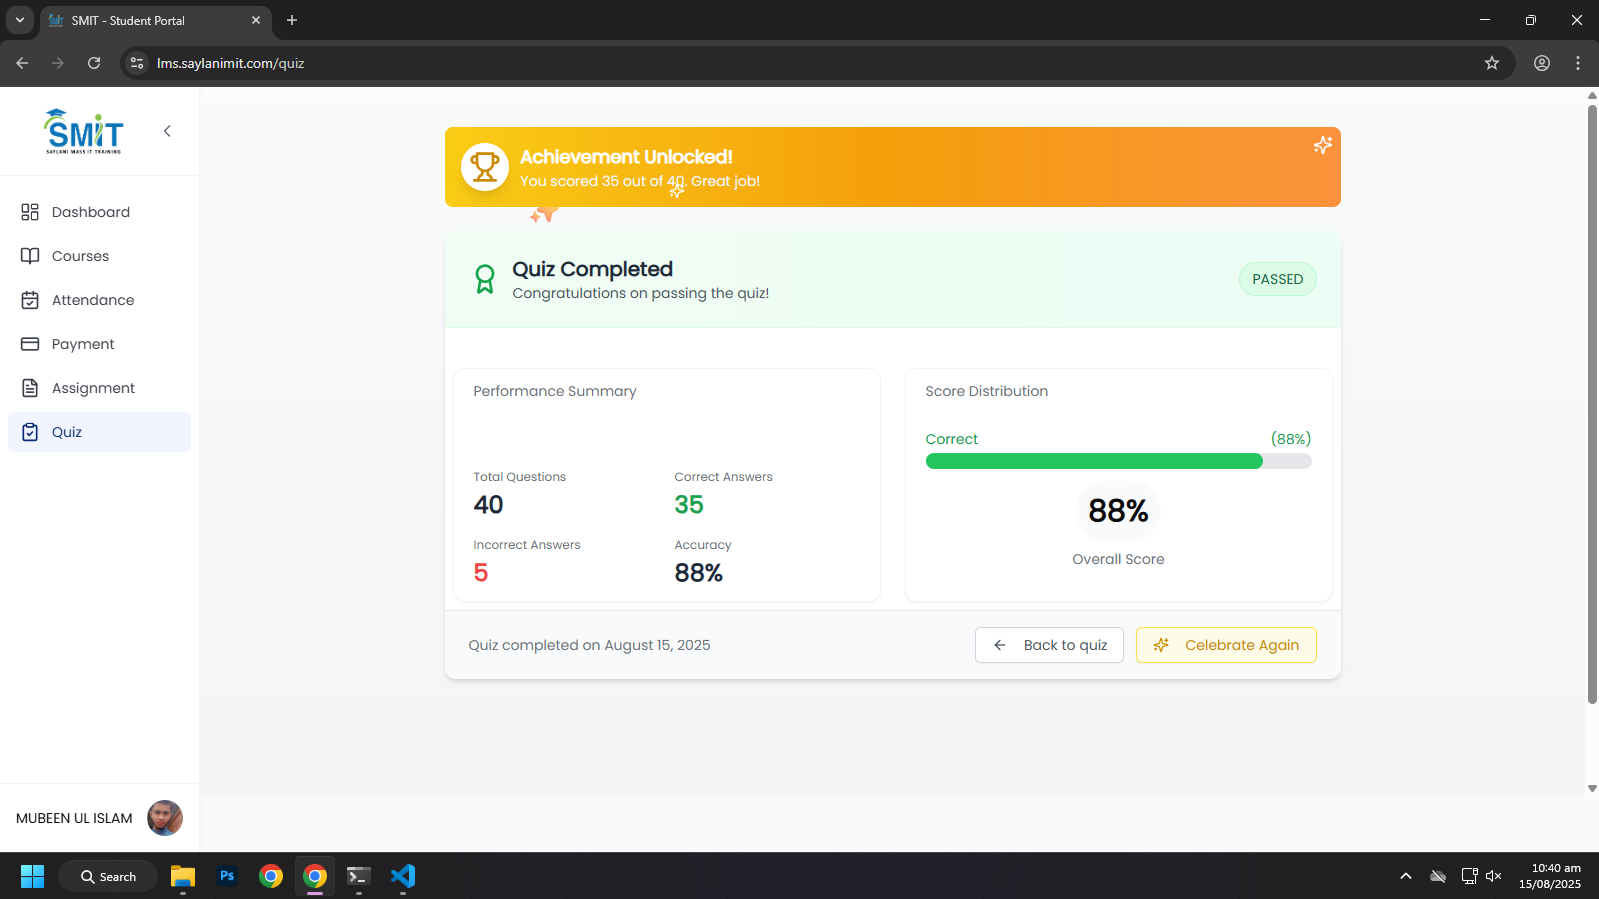 SMIT - Student Portal
lms.saylanimit.com/quiz
SMIT
SAYLANI MASS IT TRAINING
Dashboard
Courses
Attendance
Payment
Assignment
Quiz
MUBEEN UL ISLAM
Achievement Unlocked!
You scored 35 out of 40. Great job!
Quiz Completed
Congratulations on passing the quiz!
PASSED
Performance Summary
Total Questions
40
Correct Answers
35
Incorrect Answers
5
Accuracy
88%
Score Distribution
Correct (88%)
88%
Overall Score
Quiz completed on August 15, 2025
Back to quiz
Celebrate Again
Search
Ps
10:40 am
15/08/2025